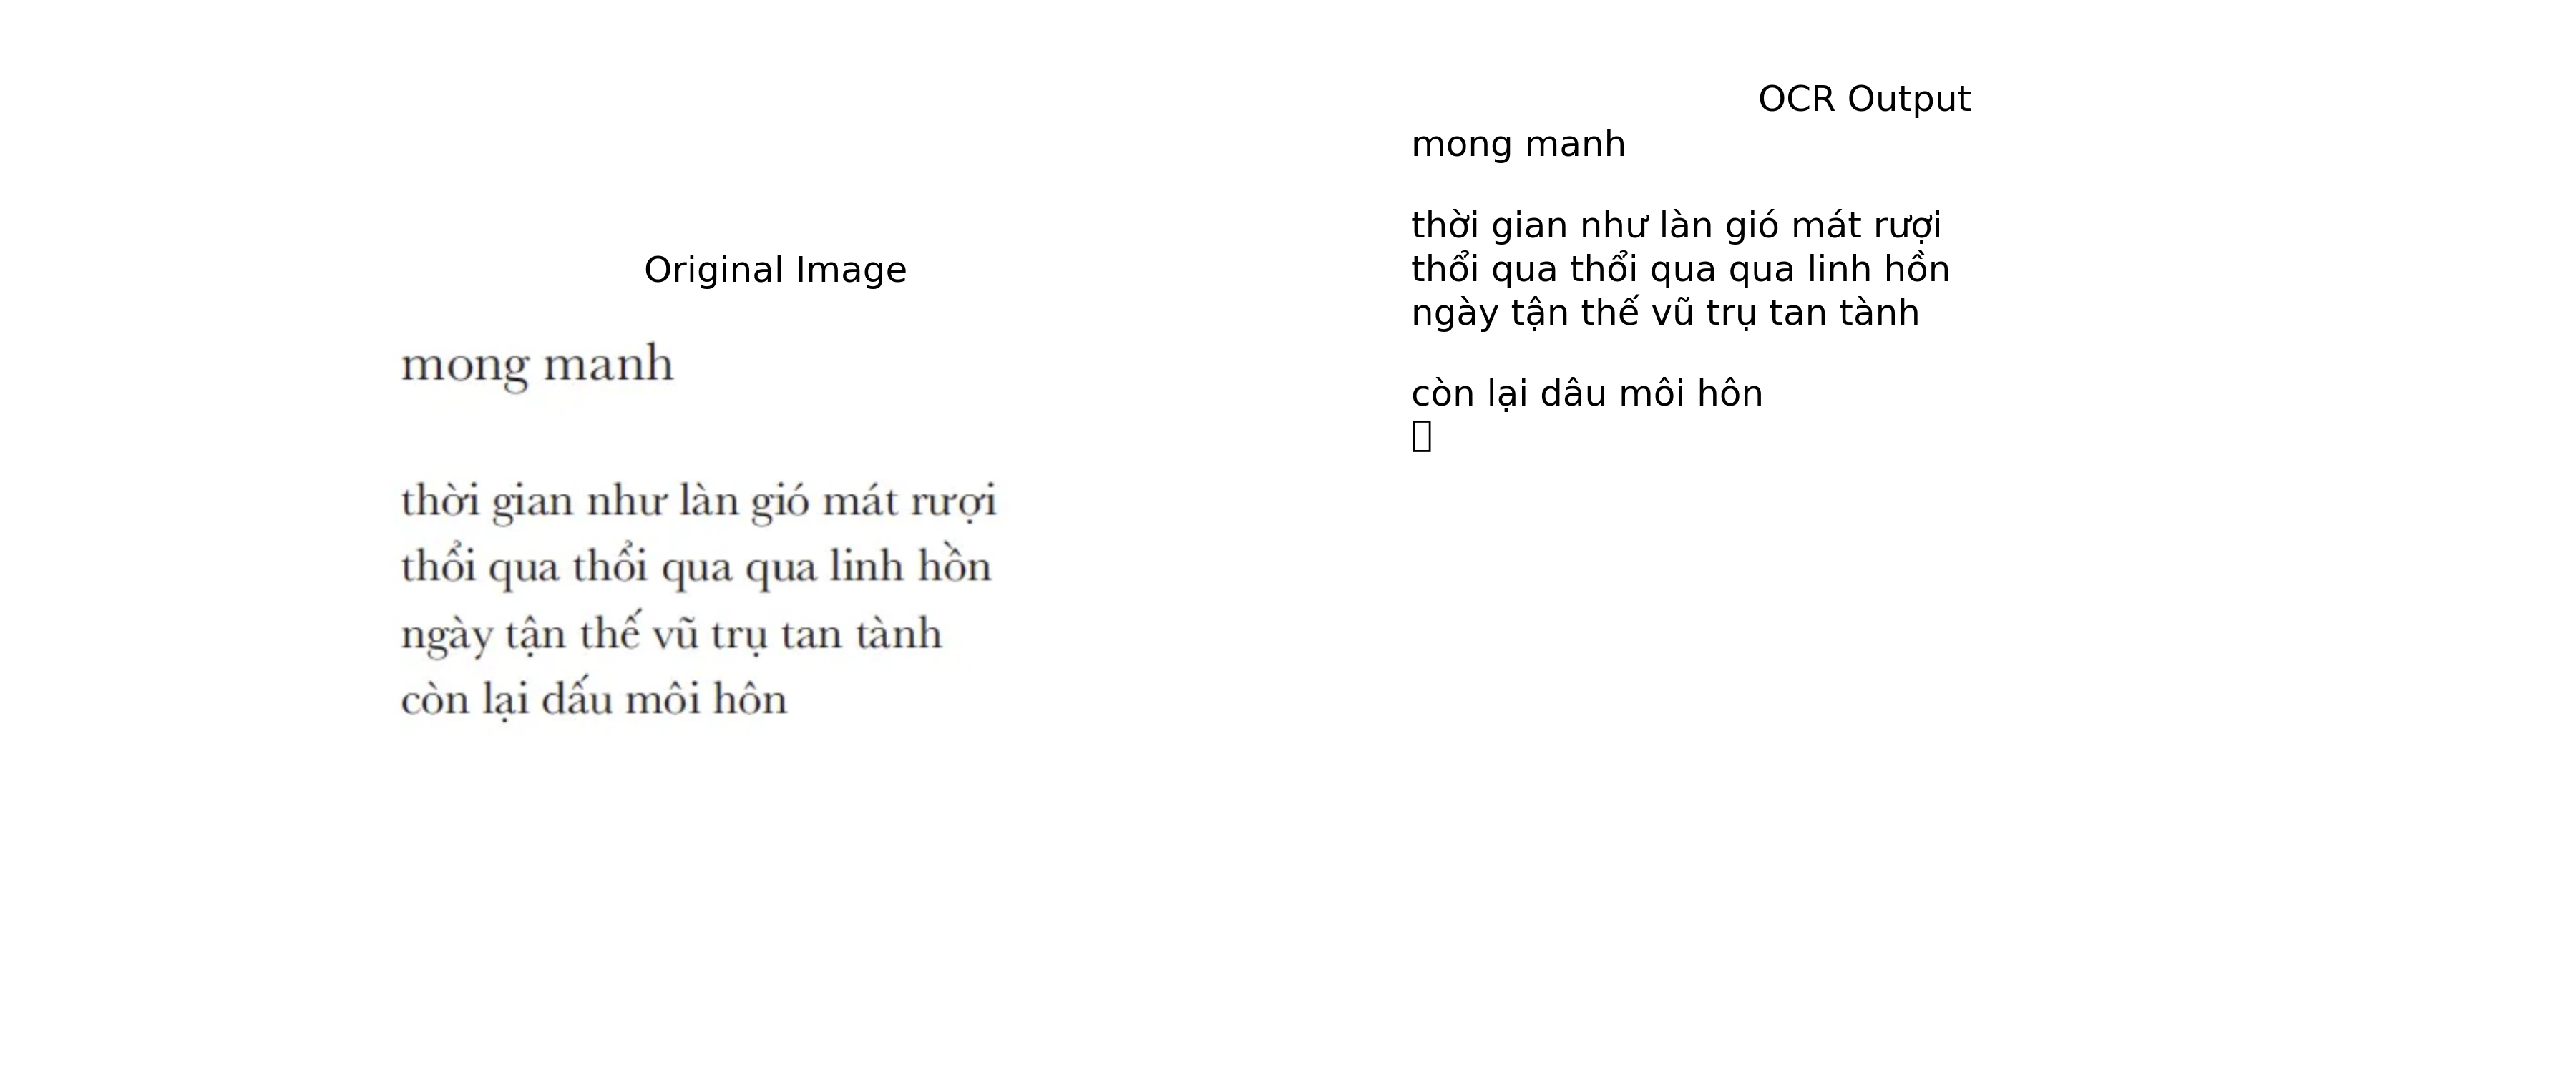 Original Image
mong manh
thời gian như làn gió mát rượi
thổi qua thổi qua qua linh hồn
ngày tận thế vũ trụ tan tành
còn lại dấu môi hôn
OCR Output
mong manh
thời gian như làn gió mát rượi
thổi qua thổi qua qua linh hồn
ngày tận thế vũ trụ tan tành
còn lại dâu môi hôn